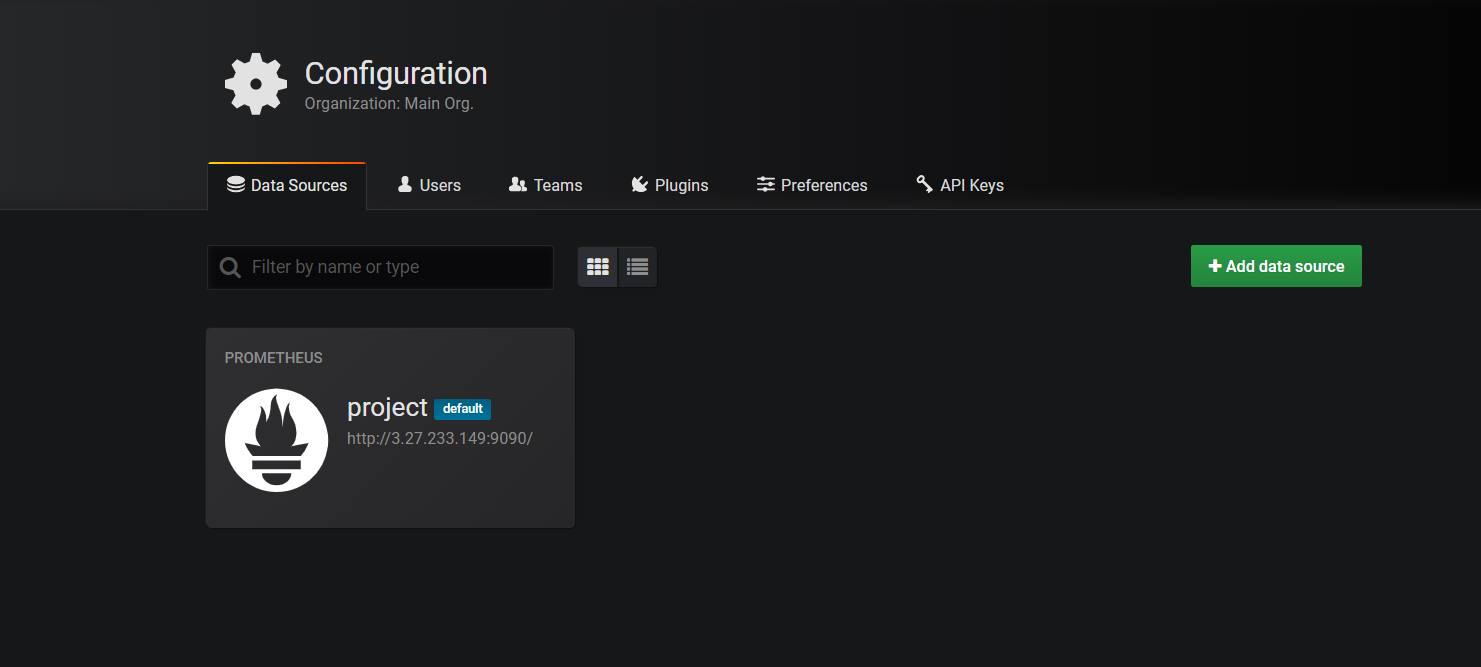 Configuration
Organization: Main Org.
Data Sources
Users
Teams
Plugins
Preferences
API Keys
Filter by name or type
Add data source
PROMETHEUS
project default
http://3.27.233.149:9090/